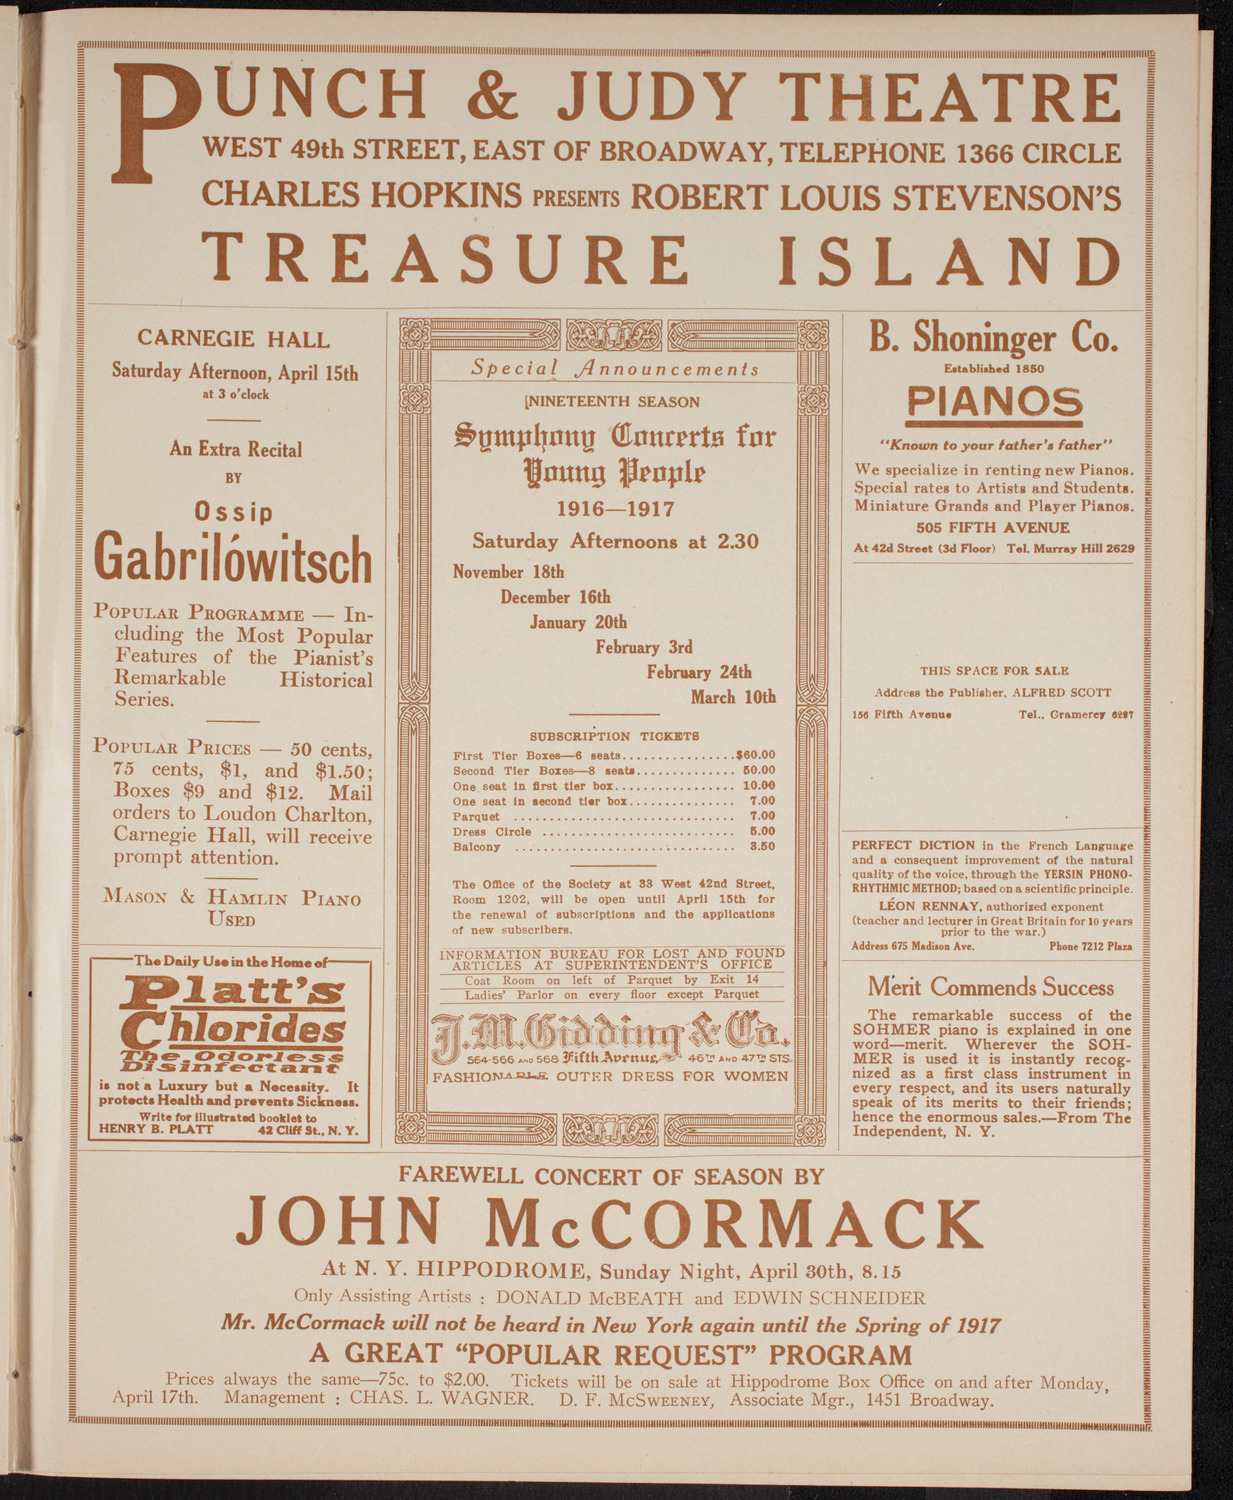 PUNCH & JUDY THEATRE
WEST 49th STREET, EAST OF BROADWAY, TELEPHONE 1366 CIRCLE
CHARLES HOPKINS PRESENTS ROBERT LOUIS STEVENSON'S
TREASURE ISLAND
CARNEGIE HALL
Saturday Afternoon, April 15th
at 3 o'clock
An Extra Recital
BY
Ossip
Gabrilówitsch
POPULAR PROGRAMME — In-
cluding the Most Popular
Features of the Pianist's
Remarkable Historical
Series.
POPULAR PRICES — 50 cents,
75 cents, $1, and $1.50;
Boxes $9 and $12. Mail
orders to Loudon Charlton,
Carnegie Hall, will receive
prompt attention.
MASON & HAMLIN PIANO
USED
The Daily Use in the Home of
Platt's
Chlorides
The Odorless
Disinfectant
is not a Luxury but a Necessity. It
protects Health and prevents Sickness.
Write for illustrated booklet to
HENRY B. PLATT 42 Cliff St., N. Y.
Special Announcements
NINETEENTH SEASON
Symphony Concerts for
Young People
1916—1917
Saturday Afternoons at 2.30
November 18th
December 16th
January 20th
February 3rd
February 24th
March 10th
SUBSCRIPTION TICKETS
First Tier Boxes—6 seats................$60.00
Second Tier Boxes—8 seats.............. 50.00
One seat in first tier box................. 10.00
One seat in second tier box............... 7.00
Parquet ................................ 7.00
Dress Circle ............................ 5.00
Balcony ................................ 3.50
The Office of the Society at 33 West 42nd Street,
Room 1202, will be open until April 15th for
the renewal of subscriptions and the applications
of new subscribers.
INFORMATION BUREAU FOR LOST AND FOUND
ARTICLES AT SUPERINTENDENT'S OFFICE
Coat Room on left of Parquet by Exit 14
Ladies' Parlor on every floor except Parquet
J.M. Gidding & Co.
564-566 AND 568 Fifth Avenue, 46TH AND 47TH STS.
FASHIONABLE OUTER DRESS FOR WOMEN
B. Shoninger Co.
Established 1850
PIANOS
"Known to your father's father"
We specialize in renting new Pianos.
Special rates to Artists and Students.
Miniature Grands and Player Pianos.
505 FIFTH AVENUE
At 42d Street (3d Floor) Tel. Murray Hill 2629
THIS SPACE FOR SALE
Address the Publisher, ALFRED SCOTT
156 Fifth Avenue Tel., Gramercy 6297
PERFECT DICTION in the French Language
and a consequent improvement of the natural
quality of the voice, through the YERSIN PHONO-
RHYTHMIC METHOD; based on a scientific principle.
LÉON RENNAY, authorized exponent
(teacher and lecturer in Great Britain for 10 years
prior to the war.)
Address 675 Madison Ave. Phone 7212 Plaza
Merit Commends Success
The remarkable success of the
SOHMER piano is explained in one
word—merit. Wherever the SOH-
MER is used it is instantly recog-
nized as a first class instrument in
every respect, and its users naturally
speak of its merits to their friends;
hence the enormous sales.—From The
Independent, N. Y.
FAREWELL CONCERT OF SEASON BY
JOHN McCORMACK
At N. Y. HIPPODROME, Sunday Night, April 30th, 8.15
Only Assisting Artists : DONALD McBEATH and EDWIN SCHNEIDER
Mr. McCormack will not be heard in New York again until the Spring of 1917
A GREAT "POPULAR REQUEST" PROGRAM
Prices always the same—75c. to $2.00. Tickets will be on sale at Hippodrome Box Office on and after Monday,
April 17th. Management : CHAS. L. WAGNER. D. F. McSWEENEY, Associate Mgr., 1451 Broadway.